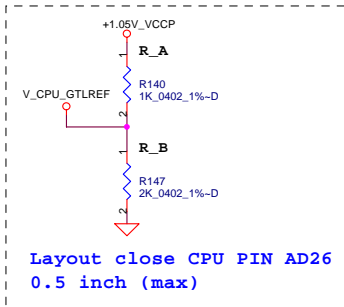 +1.05V_VCCP
1
R_A
R140
1K_0402_1%~D
V_CPU_GTLREF
2
1
R_B
R147
2K_0402_1%~D
2
Layout close CPU PIN AD26
0.5 inch (max)